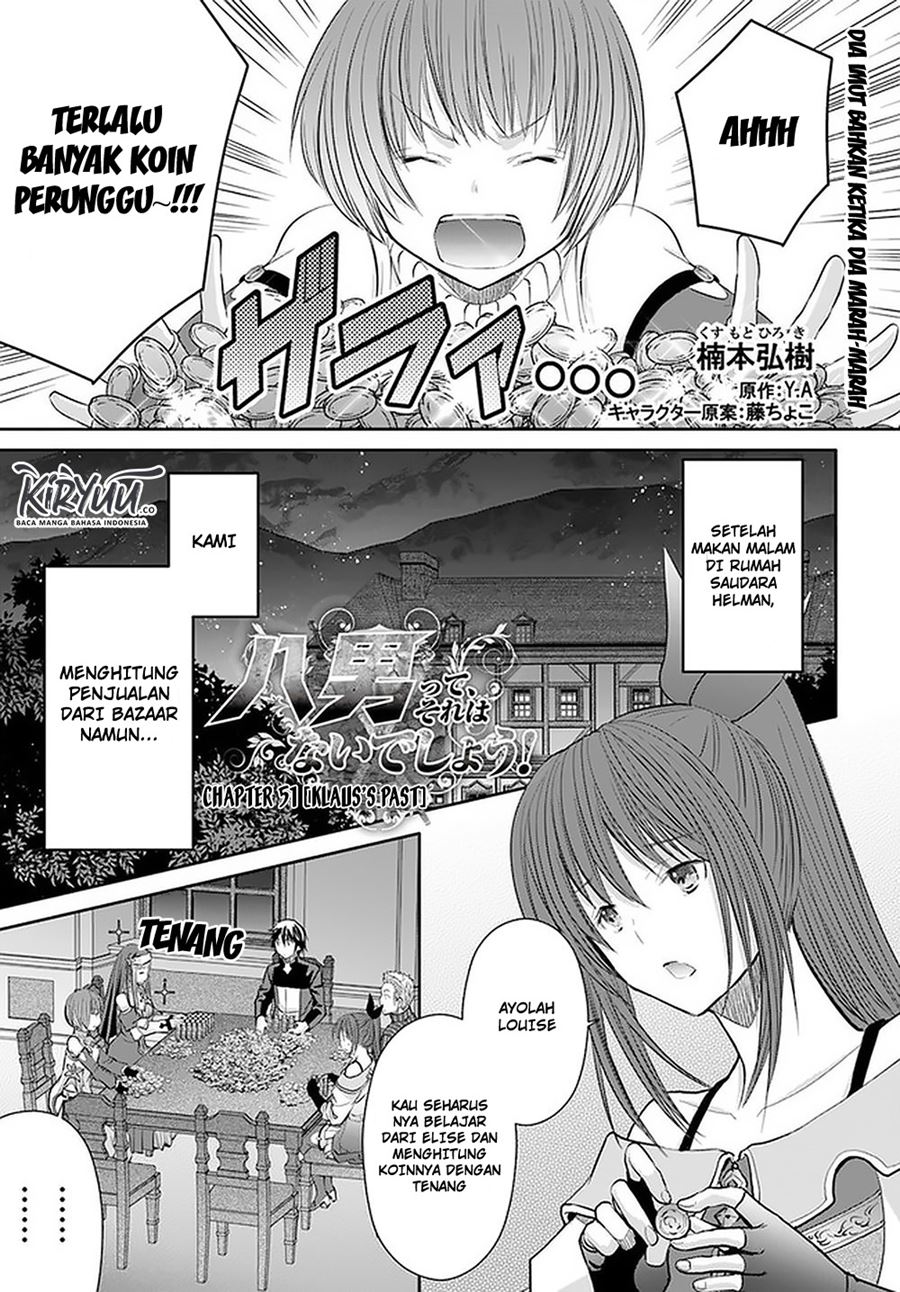 DIA IMUT BAHKAN KETIKA DIA MARAH-MARAH
AHHH
TERLALU
BANYAK KOIN
PERUNGGU~!!!
ガライ。。。
くすもとひろき
楠本弘樹
原作:Y.A
キャラクター原案:藤ちょこ
KIRYUU.CO
BACA MANGA BAHASA INDONESIA
SETELAH
MAKAN MALAM
DI RUMAH
SAUDARA
HELMAN,
KAMI
MENGHITUNG
PENJUALAN
DARI BAZAAR
NAMUN...
八男って、
それは
ないでしょう!
CHAPTER 51 [KLAUS'S PAST]
TENANG
AYOLAH
LOUISE
KAU SEHARUS
NYA BELAJAR
DARI ELISE DAN
MENGHITUNG
KOINNYA DENGAN
TENANG
⋮⋮